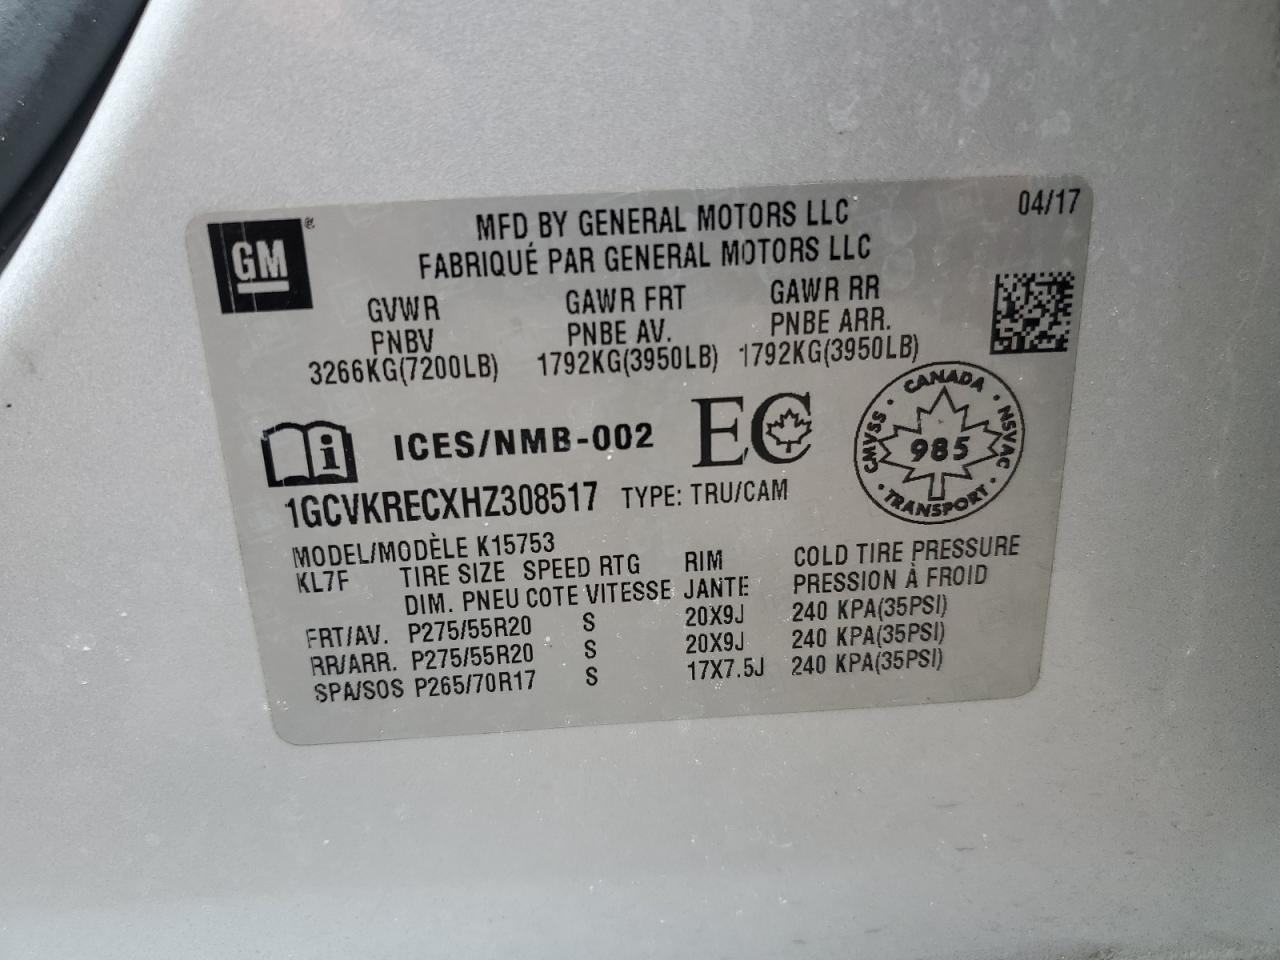 04/17
GM®
MFD BY GENERAL MOTORS LLC
FABRIQUÉ PAR GENERAL MOTORS LLC
GVWR GAWR FRT GAWR RR
PNBV PNBE AV. PNBE ARR.
3266KG(7200LB) 1792KG(3950LB) 1792KG(3950LB)
i ICES/NMB-002 EC
CANADA
CMVSS 985 NSVAC
TRANSPORT
1GCVKRECXHZ308517 TYPE: TRU/CAM
MODEL/MODÈLE K15753
KL7F TIRE SIZE SPEED RTG RIM COLD TIRE PRESSURE
DIM. PNEU COTE VITESSE JANTE PRESSION À FROID
FRT/AV. P275/55R20 S 20X9J 240 KPA(35PSI)
RR/ARR. P275/55R20 S 20X9J 240 KPA(35PSI)
SPA/SOS P265/70R17 S 17X7.5J 240 KPA(35PSI)